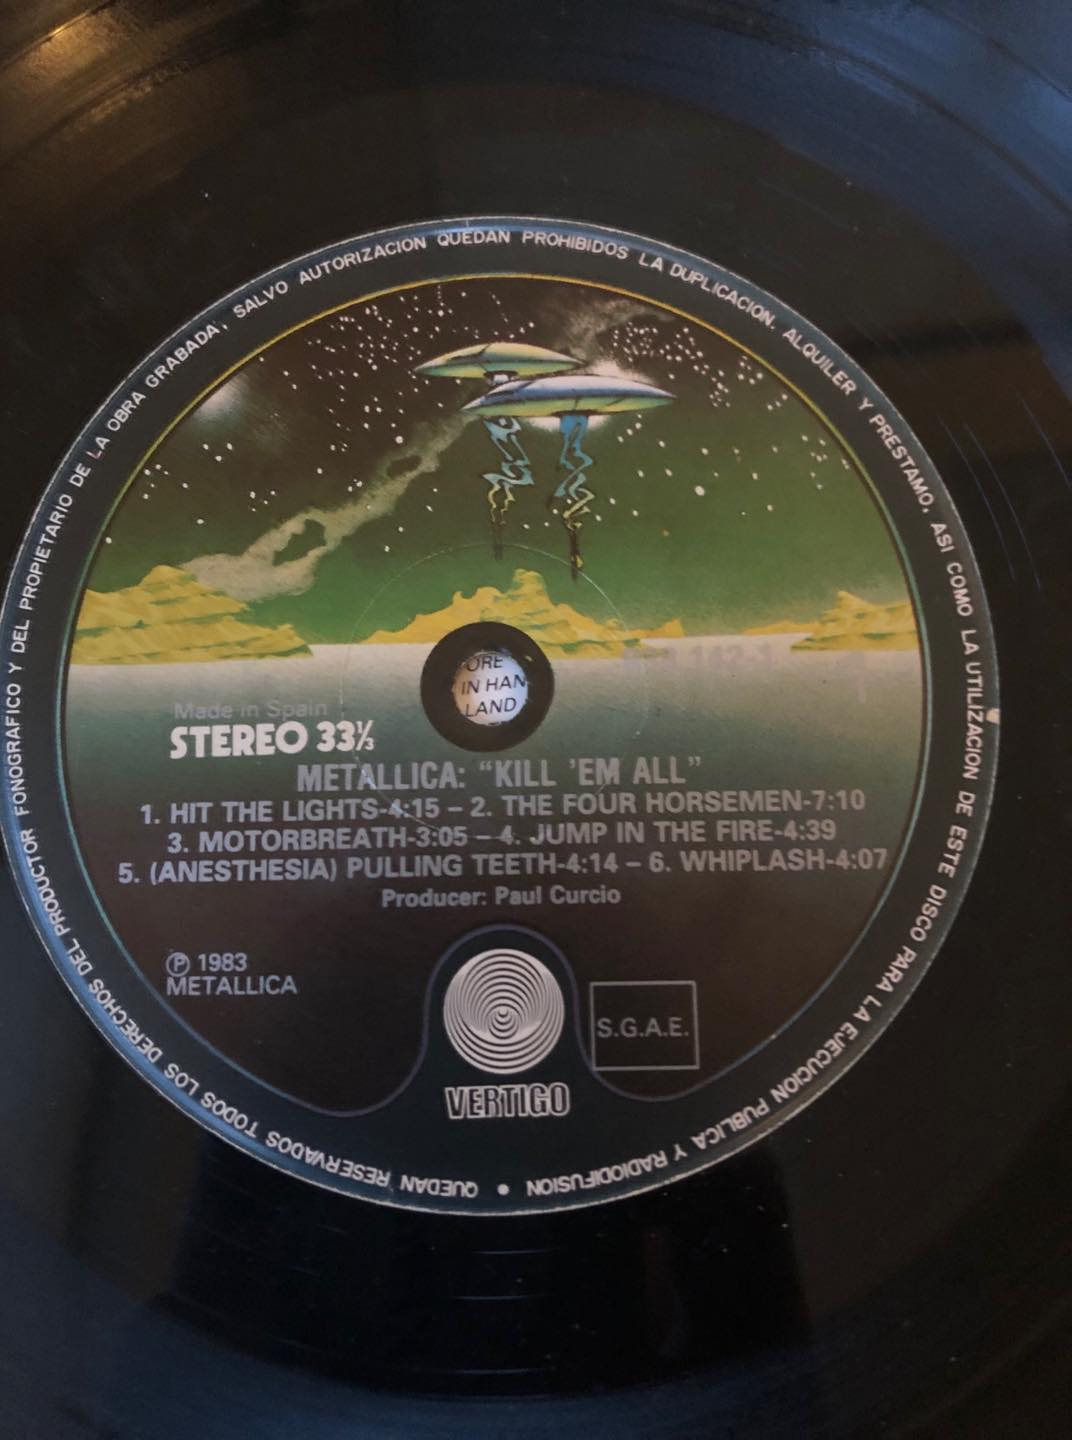 QUEDAN RESERVADOS TODOS LOS DERECHOS DEL PRODUCTOR FONOGRAFICO Y DEL PROPIETARIO DE LA OBRA GRABADA, SALVO AUTORIZACION QUEDAN PROHIBIDOS LA DUPLICACION, ALQUILER Y PRESTAMO, ASI COMO LA UTILIZACION DE ESTE DISCO PARA LA EJECUCION PUBLICA Y RADIODIFUSION •
ORE
IN HAN
LAND
Made in Spain
STEREO 33⅓
METALLICA: "KILL 'EM ALL"
1. HIT THE LIGHTS-4:15 – 2. THE FOUR HORSEMEN-7:10
3. MOTORBREATH-3:05 – 4. JUMP IN THE FIRE-4:39
5. (ANESTHESIA) PULLING TEETH-4:14 – 6. WHIPLASH-4:07
Producer: Paul Curcio
℗ 1983
METALLICA
S.G.A.E.
VERTIGO